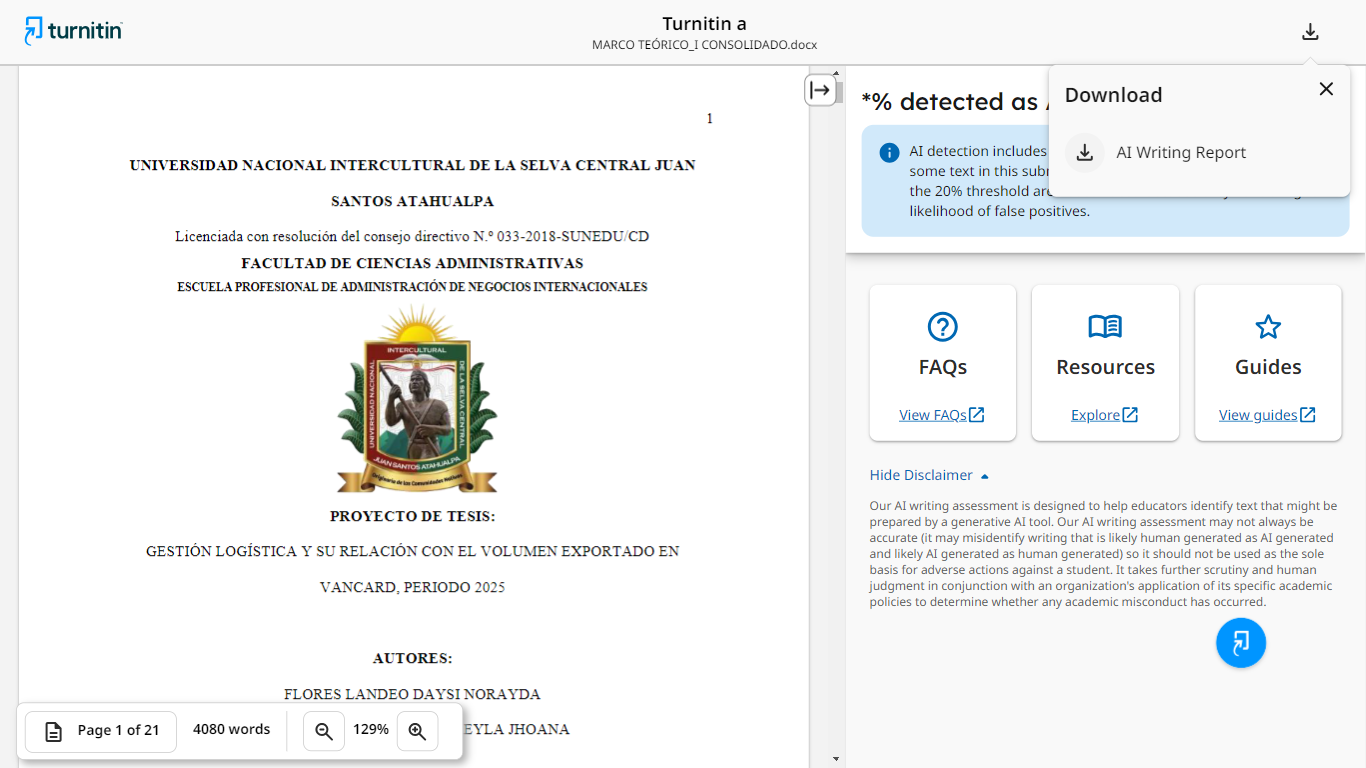 turnitin
Turnitin a
MARCO TEÓRICO_I CONSOLIDADO.docx
1
UNIVERSIDAD NACIONAL INTERCULTURAL DE LA SELVA CENTRAL JUAN
SANTOS ATAHUALPA
Licenciada con resolución del consejo directivo N.º 033-2018-SUNEDU/CD
FACULTAD DE CIENCIAS ADMINISTRATIVAS
ESCUELA PROFESIONAL DE ADMINISTRACIÓN DE NEGOCIOS INTERNACIONALES
INTERCULTURAL
UNIVERSIDAD NACIONAL
DE LA SELVA CENTRAL
JUAN SANTOS ATAHUALPA
de las Comunidades Nativas
PROYECTO DE TESIS:
GESTIÓN LOGÍSTICA Y SU RELACIÓN CON EL VOLUMEN EXPORTADO EN
VANCARD, PERIODO 2025
AUTORES:
FLORES LANDEO DAYSI NORAYDA
EYLA JHOANA
Page 1 of 21
4080 words
129%
*% detected as
AI detection includes
some text in this
the 20% threshold
likelihood of false positives.
Download
AI Writing Report
FAQs
View FAQs
Resources
Explore
Guides
View guides
Hide Disclaimer
Our AI writing assessment is designed to help educators identify text that might be
prepared by a generative AI tool. Our AI writing assessment may not always be
accurate (it may misidentify writing that is likely human generated as AI generated
and likely AI generated as human generated) so it should not be used as the sole
basis for adverse actions against a student. It takes further scrutiny and human
judgment in conjunction with an organization's application of its specific academic
policies to determine whether any academic misconduct has occurred.